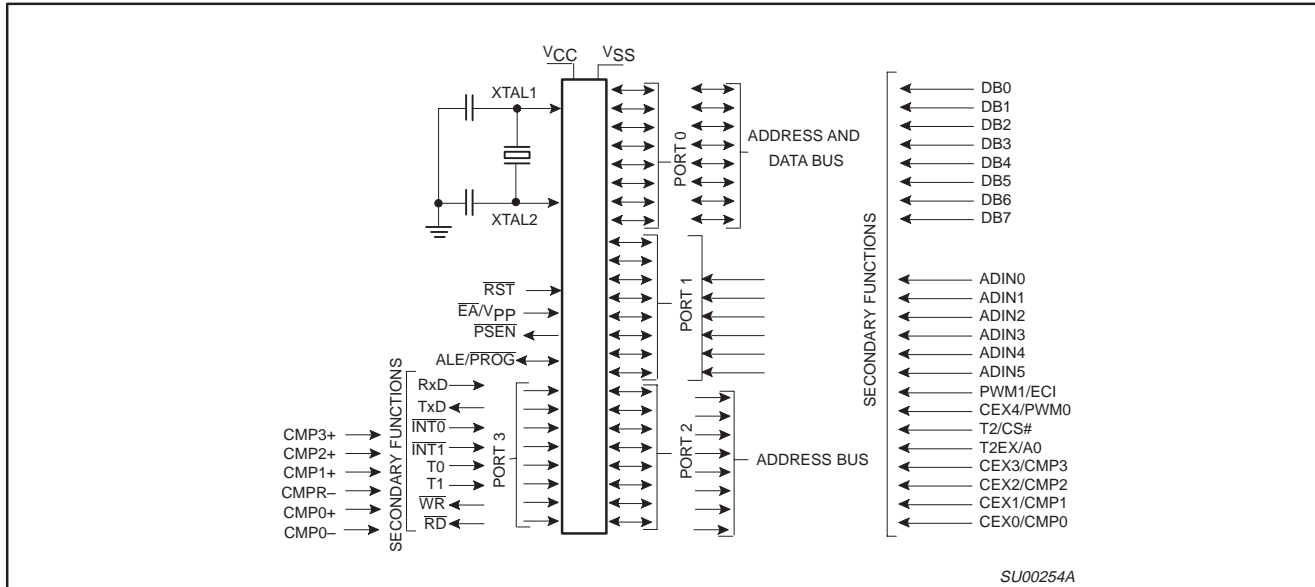 VCC VSS
XTAL1
XTAL2
RST
EA/VPP
PSEN
ALE/PROG
SECONDARY FUNCTIONS
RxD
TxD
INT0
INT1
T0
T1
WR
RD
CMP3+
CMP2+
CMP1+
CMPR–
CMP0+
CMP0–
PORT 3
PORT 0
ADDRESS AND
DATA BUS
PORT 1
PORT 2
ADDRESS BUS
SECONDARY FUNCTIONS
DB0
DB1
DB2
DB3
DB4
DB5
DB6
DB7
ADIN0
ADIN1
ADIN2
ADIN3
ADIN4
ADIN5
PWM1/ECI
CEX4/PWM0
T2/CS#
T2EX/A0
CEX3/CMP3
CEX2/CMP2
CEX1/CMP1
CEX0/CMP0
SU00254A